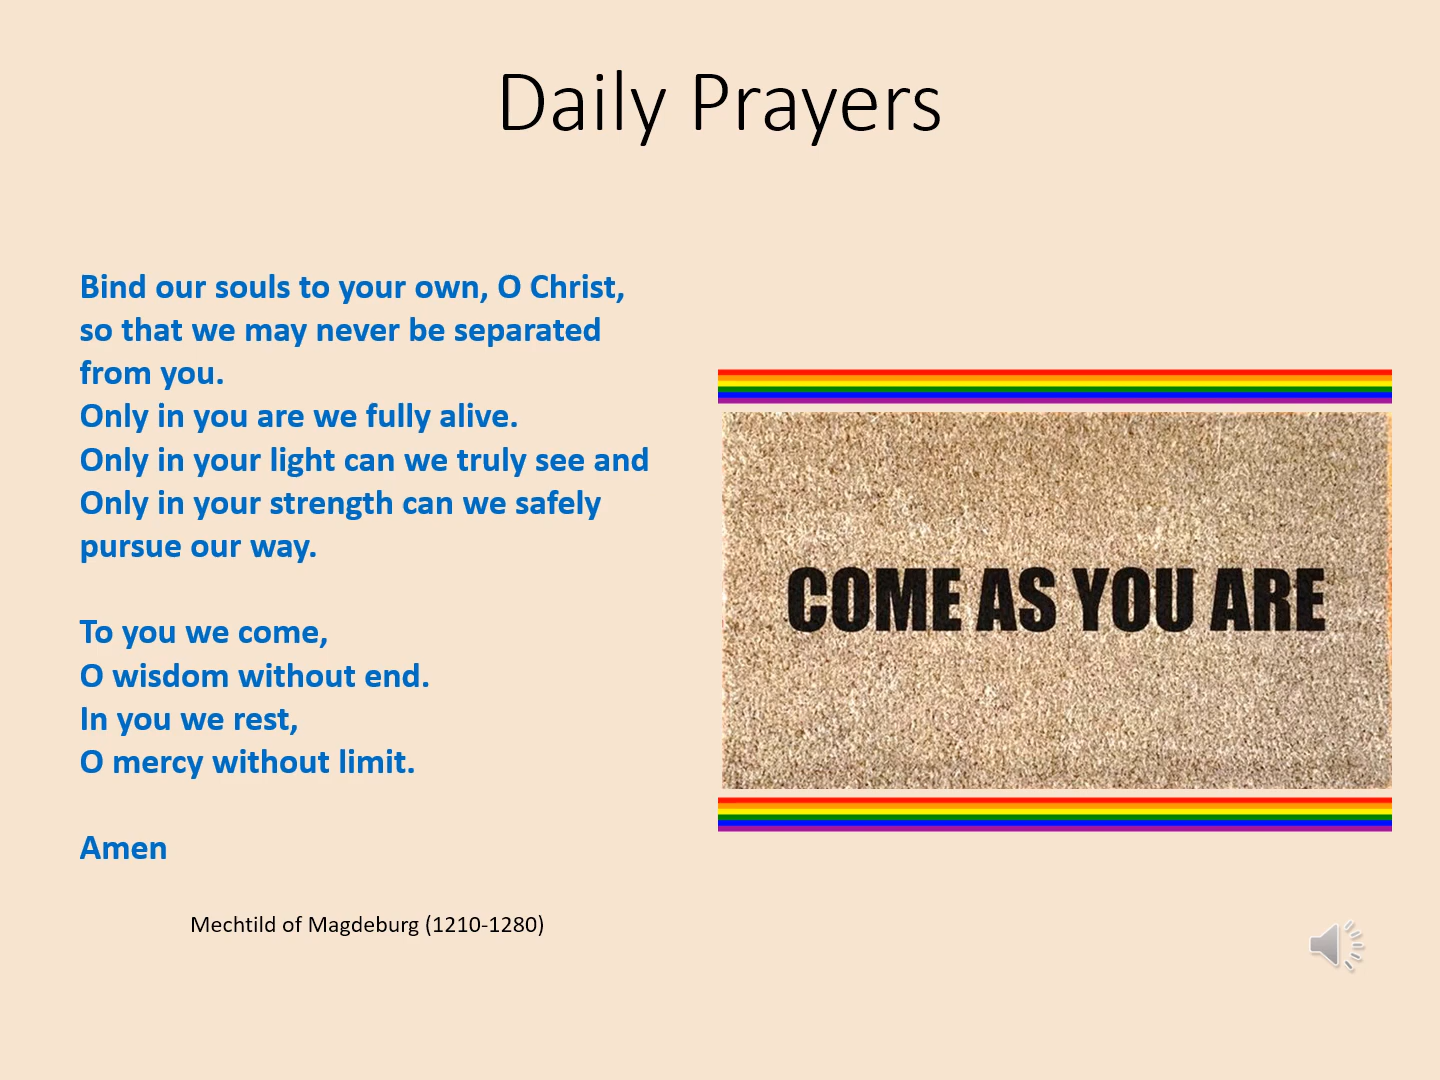 Daily Prayers
Bind our souls to your own, O Christ,
so that we may never be separated
from you.
Only in you are we fully alive.
Only in your light can we truly see and
Only in your strength can we safely
pursue our way.
To you we come,
O wisdom without end.
In you we rest,
O mercy without limit.
Amen
Mechtild of Magdeburg (1210-1280)
COME AS YOU ARE